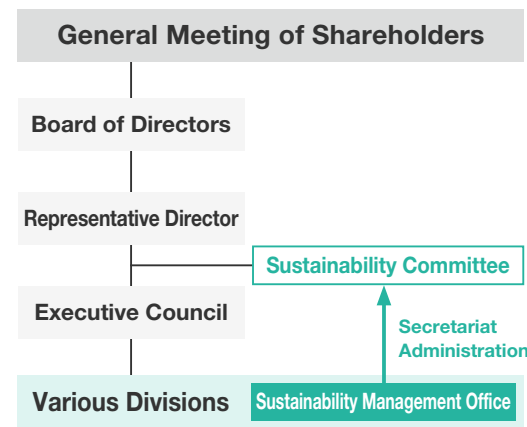 General Meeting of Shareholders
Board of Directors
Representative Director
Sustainability Committee
Executive Council
Secretariat
Administration
Various Divisions
Sustainability Management Office